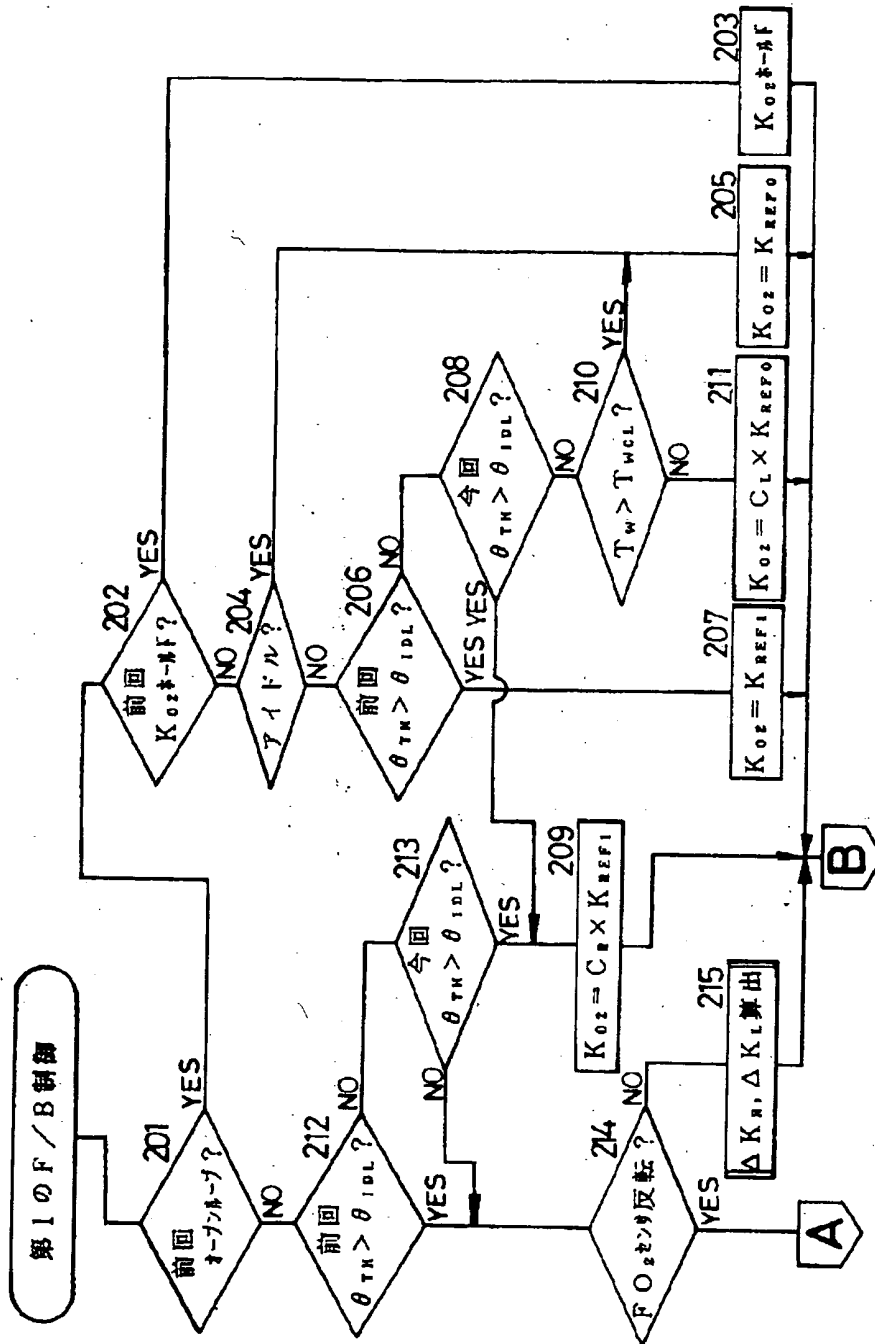 第1のF/B制御
201
前回
オープンループ?
YES
NO
202
前回
KO2ホールド?
YES
NO
203
KO2ホールド
204
アイドル?
YES
NO
205
KO2=KREF0
206
前回
θTH>θIDL?
NO
YES
207
KO2=KREF1
208
今回
θTH>θIDL?
YES
NO
209
KO2=CR×KREF1
210
TW>TWCL?
YES
NO
211
KO2=CL×KREF0
212
前回
θTH>θIDL?
NO
YES
213
今回
θTH>θIDL?
NO
YES
214
FO2センサ反転?
NO
YES
215
ΔKR,ΔKL算出
A
B